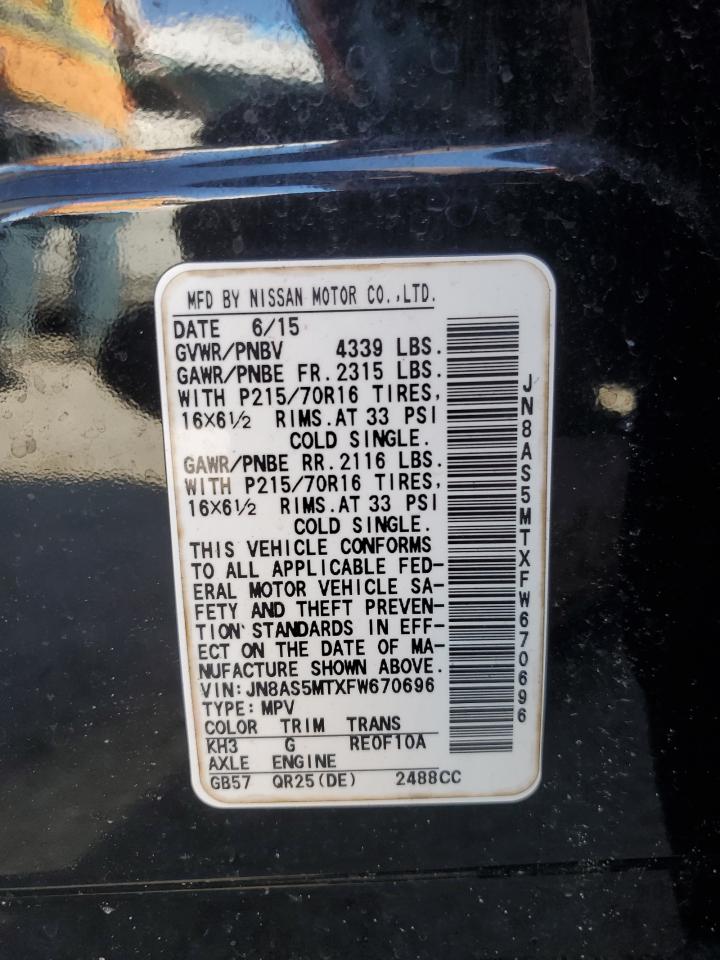 MFD BY NISSAN MOTOR CO.,LTD.
DATE 6/15
GVWR/PNBV 4339 LBS.
GAWR/PNBE FR. 2315 LBS.
WITH P215/70R16 TIRES,
16X6½ RIMS.AT 33 PSI
COLD SINGLE.
GAWR/PNBE RR. 2116 LBS.
WITH P215/70R16 TIRES,
16X6½ RIMS.AT 33 PSI
COLD SINGLE.
THIS VEHICLE CONFORMS
TO ALL APPLICABLE FED-
ERAL MOTOR VEHICLE SA-
FETY AND THEFT PREVEN-
TION STANDARDS IN EFF-
ECT ON THE DATE OF MA-
NUFACTURE SHOWN ABOVE.
VIN:JN8AS5MTXFW670696
TYPE:MPV
COLOR TRIM TRANS
KH3 G RE0F10A
AXLE ENGINE
GB57 QR25(DE) 2488CC
JN8AS5MTXFW670696